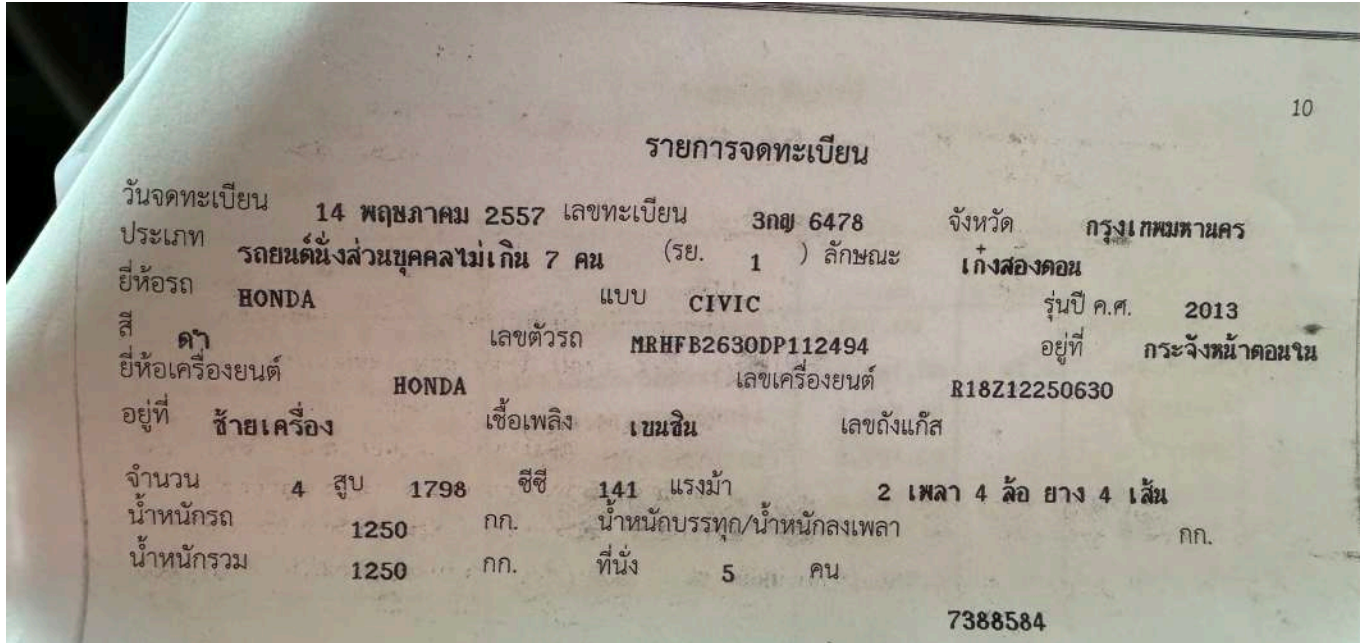 10
รายการจดทะเบียน
วันจดทะเบียน 14 พฤษภาคม 2557 เลขทะเบียน 3กญ 6478 จังหวัด กรุงเทพมหานคร
ประเภท รถยนต์นั่งส่วนบุคคลไม่เกิน 7 คน (รย. 1 ) ลักษณะ เก๋งสองตอน
ยี่ห้อรถ HONDA แบบ CIVIC รุ่นปี ค.ศ. 2013
สี ดำ เลขตัวรถ MRHFB2630DP112494 อยู่ที่ กระจังหน้าตอนใน
ยี่ห้อเครื่องยนต์ HONDA เลขเครื่องยนต์ R18Z12250630
อยู่ที่ ซ้ายเครื่อง เชื้อเพลิง เบนซิน เลขถังแก๊ส
จำนวน 4 สูบ 1798 ซีซี 141 แรงม้า 2 เพลา 4 ล้อ ยาง 4 เส้น
น้ำหนักรถ 1250 กก. น้ำหนักบรรทุก/น้ำหนักลงเพลา กก.
น้ำหนักรวม 1250 กก. ที่นั่ง 5 คน
7388584